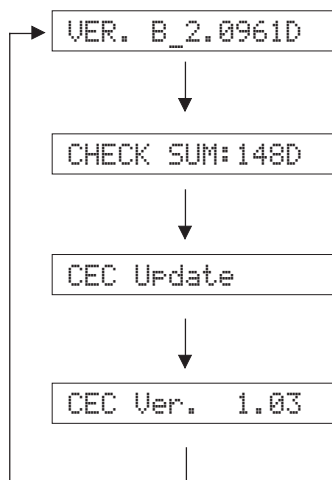 VER. B_2.0961D
CHECK SUM:148D
CEC Update
CEC Ver. 1.03